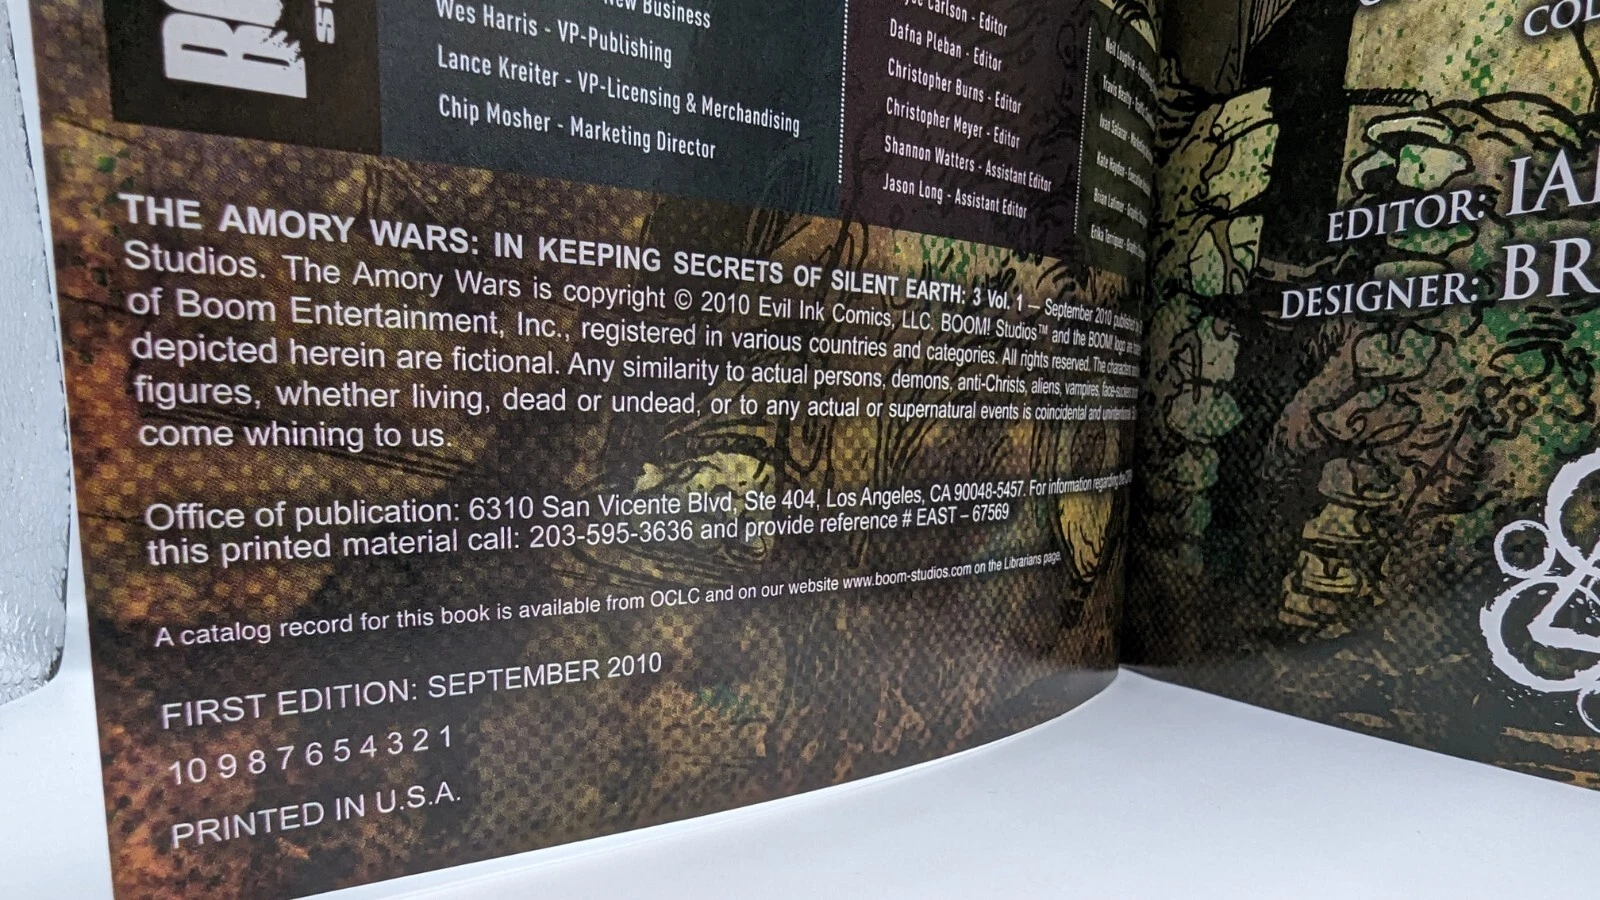 New Business
Wes Harris - VP-Publishing
Lance Kreiter - VP-Licensing & Merchandising
Chip Mosher - Marketing Director
Carlson - Editor
Dafna Pleban - Editor
Christopher Burns - Editor
Christopher Meyer - Editor
Shannon Watters - Assistant Editor
Jason Long - Assistant Editor
THE AMORY WARS: IN KEEPING SECRETS OF SILENT EARTH: 3 Vol. 1 — September 2010 published
Studios. The Amory Wars is copyright © 2010 Evil Ink Comics, LLC. BOOM! Studios™ and the BOOM! logo are
of Boom Entertainment, Inc., registered in various countries and categories. All rights reserved. The characters
depicted herein are fictional. Any similarity to actual persons, demons, anti-Christs, aliens, vampires,
figures, whether living, dead or undead, or to any actual or supernatural events is coincidental and
come whining to us.
Office of publication: 6310 San Vicente Blvd, Ste 404, Los Angeles, CA 90048-5457. For information regarding the
this printed material call: 203-595-3636 and provide reference # EAST – 67569
A catalog record for this book is available from OCLC and on our website www.boom-studios.com on the Librarians page.
FIRST EDITION: SEPTEMBER 2010
10 9 8 7 6 5 4 3 2 1
PRINTED IN U.S.A.
COL
EDITOR: IA
DESIGNER: BR